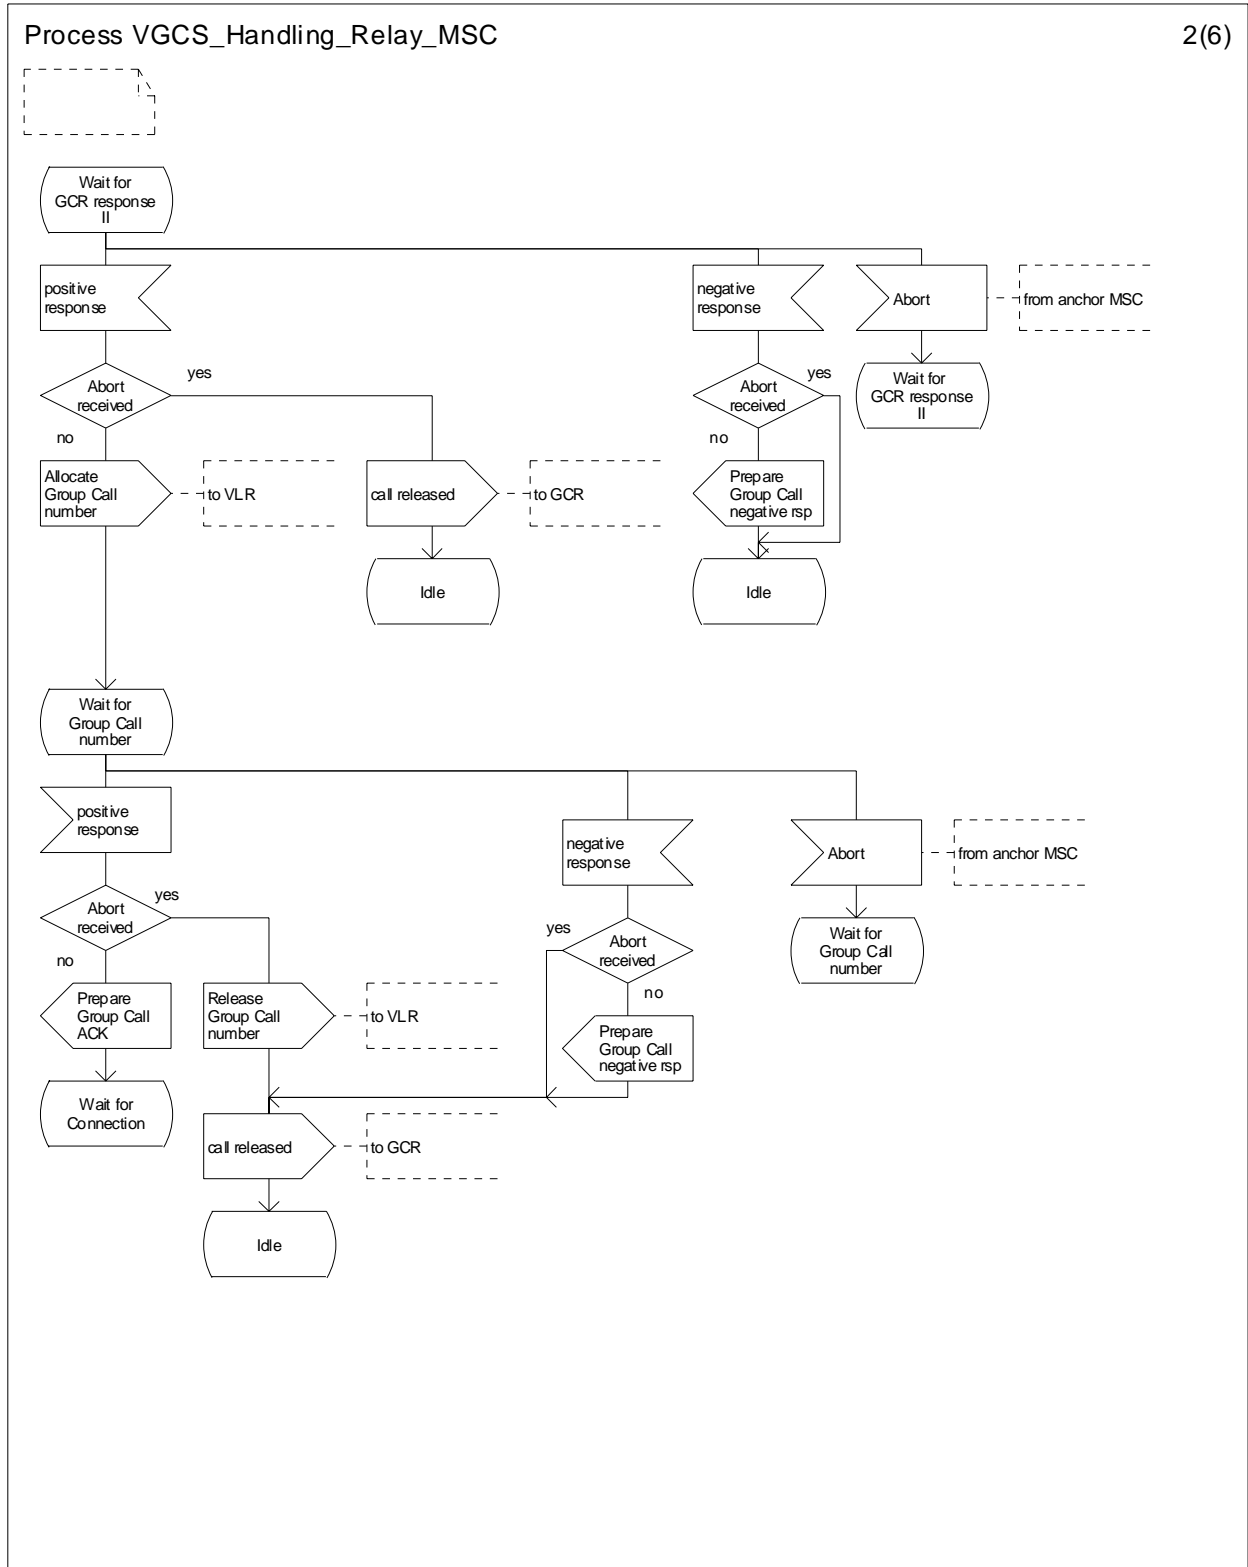 Process VGCS_Handling_Relay_MSC
2(6)
Wait for
GCR response
II
positive
response
negative
response
Abort
from anchor MSC
Abort
received
yes
no
Abort
received
yes
no
Wait for
GCR response
II
Allocate
Group Call
number
to VLR
call released
to GCR
Prepare
Group Call
negative rsp
Idle
Idle
Wait for
Group Call
number
positive
response
negative
response
Abort
from anchor MSC
Abort
received
yes
no
yes
Abort
received
no
Wait for
Group Call
number
Prepare
Group Call
ACK
Release
Group Call
number
to VLR
Prepare
Group Call
negative rsp
Wait for
Connection
call released
to GCR
Idle